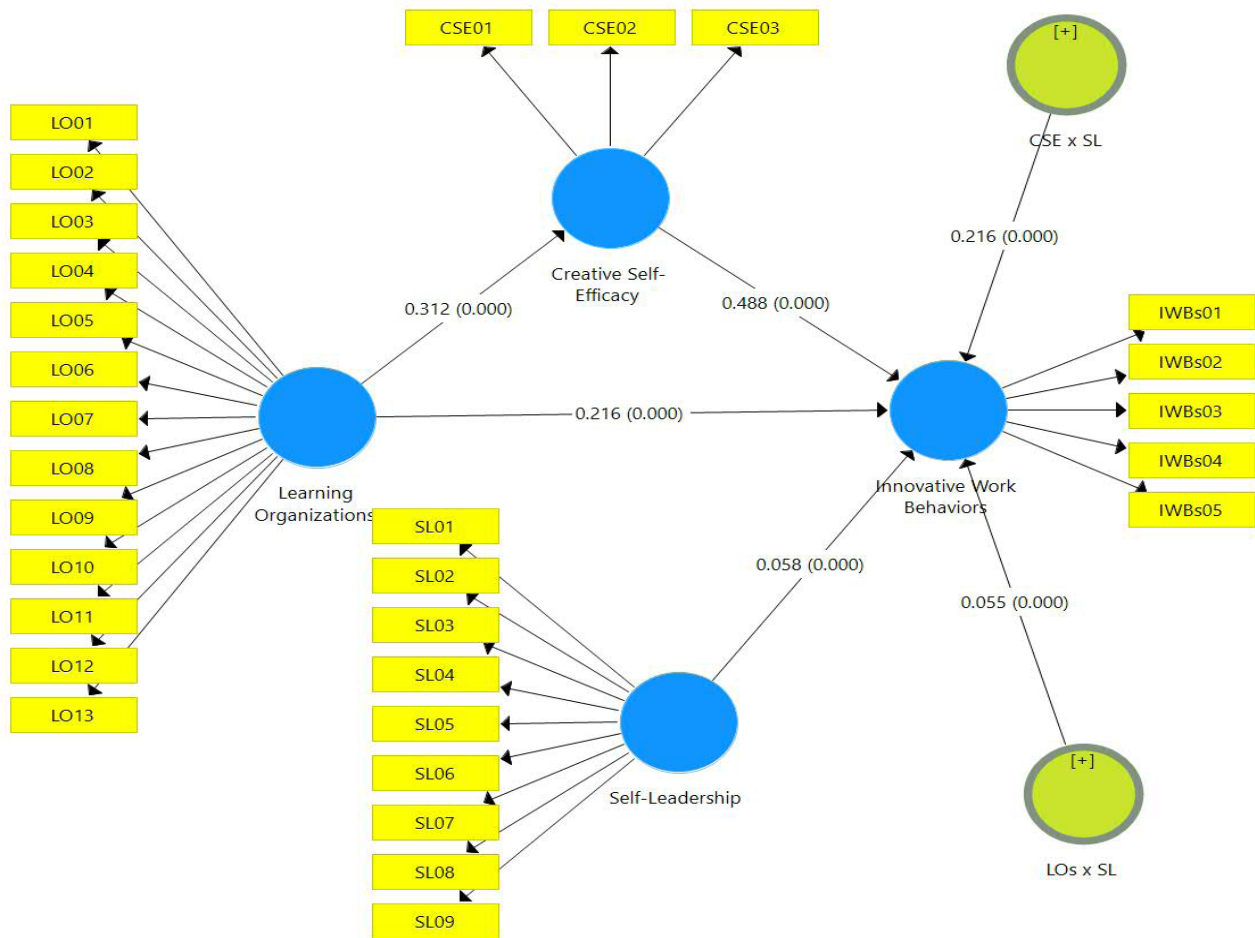 CSE01
CSE02
CSE03
[+]
CSE x SL
LO01
LO02
LO03
LO04
LO05
LO06
LO07
LO08
LO09
LO10
LO11
LO12
LO13
Creative Self-
Efficacy
0.216 (0.000)
0.312 (0.000)
0.488 (0.000)
IWBs01
IWBs02
IWBs03
IWBs04
IWBs05
0.216 (0.000)
Learning
Organizations
Innovative Work
Behaviors
SL01
SL02
SL03
SL04
SL05
SL06
SL07
SL08
SL09
0.058 (0.000)
0.055 (0.000)
Self-Leadership
[+]
LOs x SL